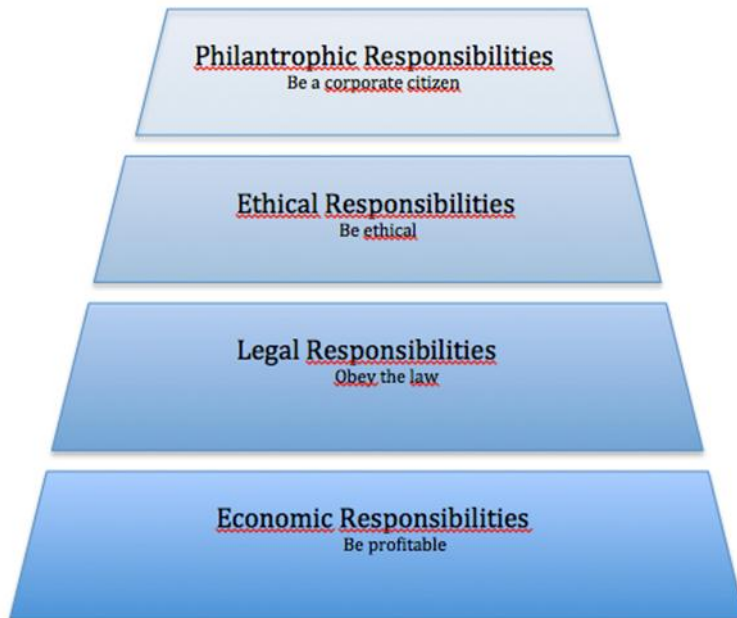 Philantrophic Responsibilities
Be a corporate citizen
Ethical Responsibilities
Be ethical
Legal Responsibilities
Obey the law
Economic Responsibilities
Be profitable